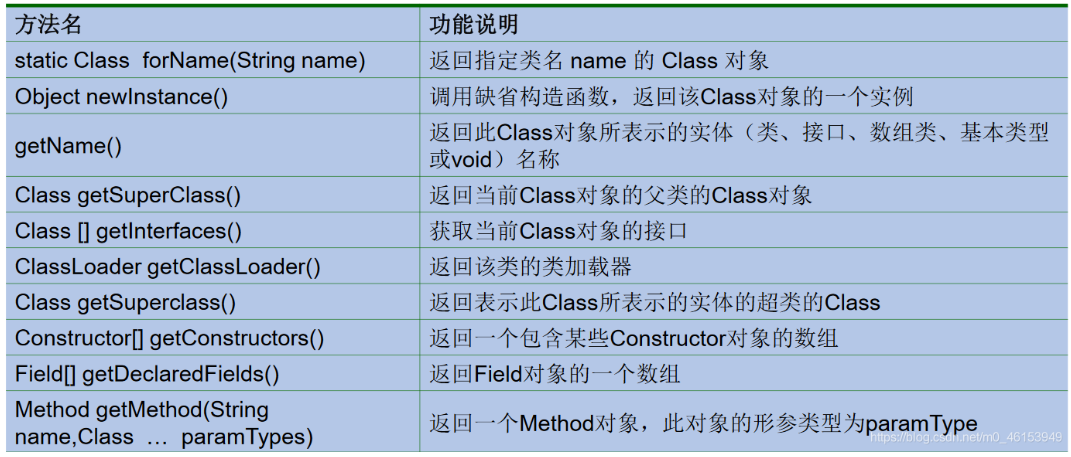 方法名 功能说明
static Class forName(String name) 返回指定类名 name 的 Class 对象
Object newInstance() 调用缺省构造函数，返回该Class对象的一个实例
getName() 返回此Class对象所表示的实体（类、接口、数组类、基本类型
或void）名称
Class getSuperClass() 返回当前Class对象的父类的Class对象
Class [] getInterfaces() 获取当前Class对象的接口
ClassLoader getClassLoader() 返回该类的类加载器
Class getSuperclass() 返回表示此Class所表示的实体的超类的Class
Constructor[] getConstructors() 返回一个包含某些Constructor对象的数组
Field[] getDeclaredFields() 返回Field对象的一个数组
Method getMethod(String
name,Class … paramTypes) 返回一个Method对象，此对象的形参类型为paramType
https://blog.csdn.net/m0_46153949